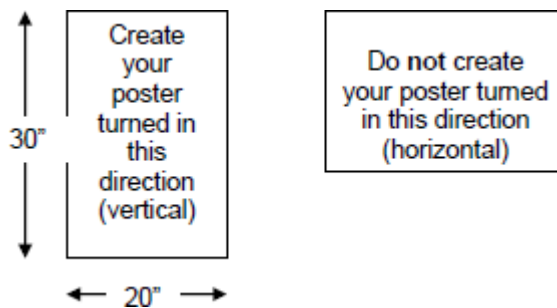 Create
your
poster
turned in
this
direction
(vertical)
30”
20”
Do not create
your poster turned
in this direction
(horizontal)